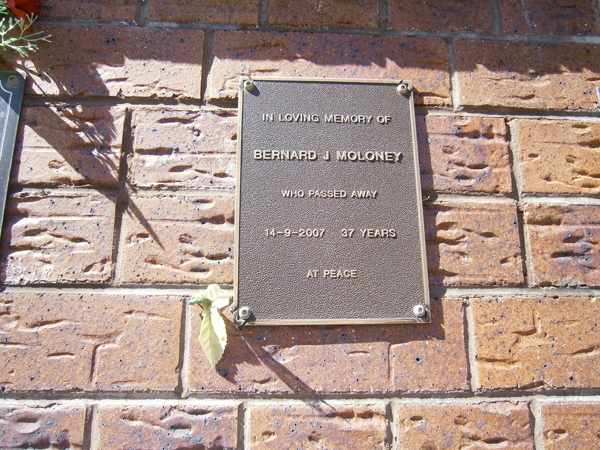 IN LOVING MEMORY OF
BERNARD J MOLONEY
WHO PASSED AWAY
14-9-2007 37 YEARS
AT PEACE